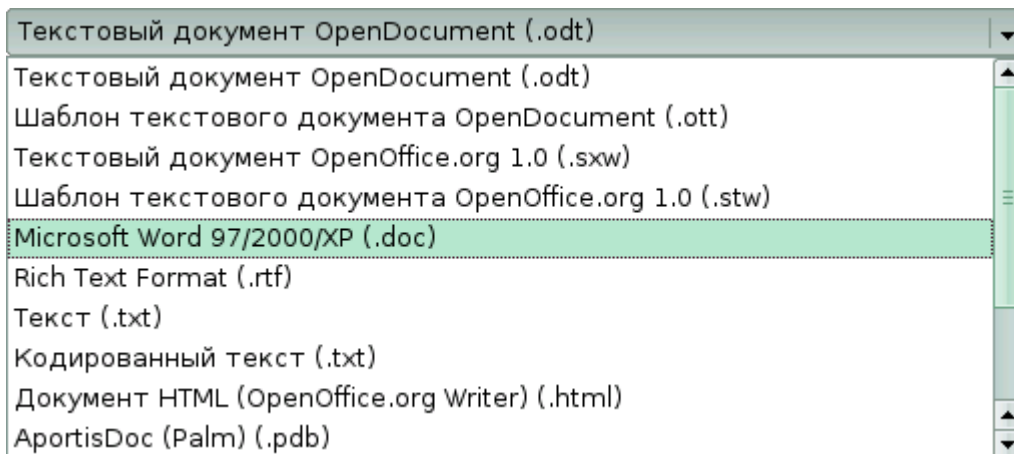 Текстовый документ OpenDocument (.odt)
Текстовый документ OpenDocument (.odt)
Шаблон текстового документа OpenDocument (.ott)
Текстовый документ OpenOffice.org 1.0 (.sxw)
Шаблон текстового документа OpenOffice.org 1.0 (.stw)
Microsoft Word 97/2000/XP (.doc)
Rich Text Format (.rtf)
Текст (.txt)
Кодированный текст (.txt)
Документ HTML (OpenOffice.org Writer) (.html)
AportisDoc (Palm) (.pdb)